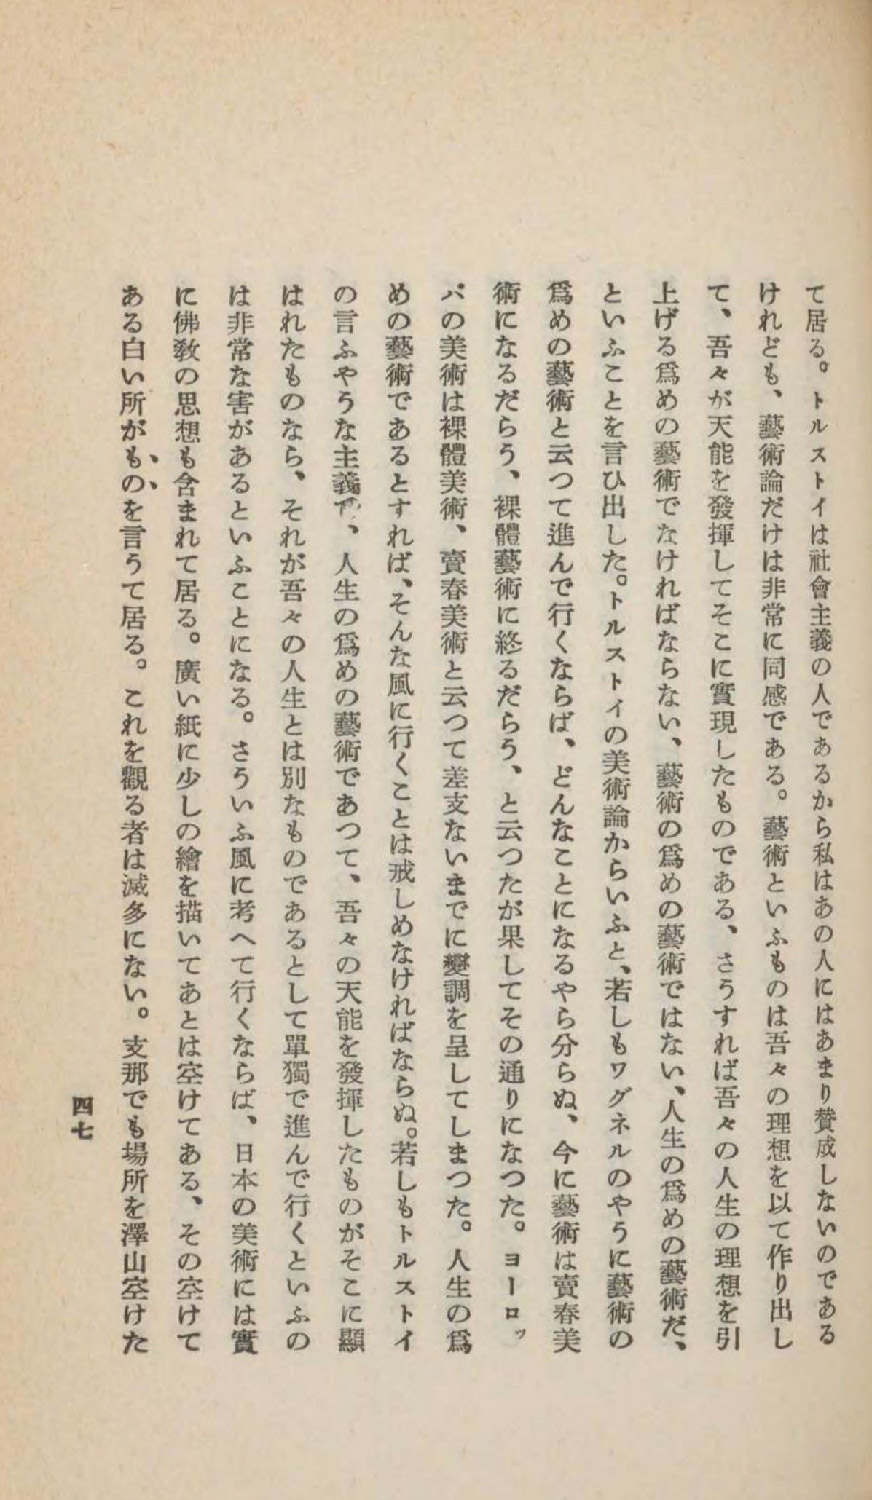 て居る。トルストイは社會主義の人であるから私はあの人にはあまり賛成しないのである
けれども、藝術論だけは非常に同感である。藝術といふものは吾々の理想を以て作り出し
て、吾々が天能を發揮してそこに實現したものである、さうすれば吾々の人生の理想を引
上げる爲めの藝術でなければならない、藝術の爲めの藝術ではない、人生の爲めの藝術だ、
といふことを言ひ出した。トルストイの美術論からいふと、若しもワグネルのやうに藝術の
爲めの藝術と云つて進んで行くならば、どんなことになるやら分らぬ、今に藝術は賣春美
術になるだらう、裸體藝術に終るだらう、と云つたが果してその通りになつた。ヨーロッ
パの美術は裸體美術、賣春美術と云つて差支ないまでに變調を呈してしまつた。人生の爲
めの藝術であるとすれば、そんな風に行くことは戒しめなければならぬ。若しもトルストイ
の言ふやうな主義で、人生の爲めの藝術であつて、吾々の天能を發揮したものがそこに顯
はれたものなら、それが吾々の人生とは別なものであるとして單獨で進んで行くといふの
は非常な害があるといふことになる。さういふ風に考へて行くならば、日本の美術には實
に佛教の思想も含まれて居る。廣い紙に少しの繪を描いてあとは空けてある、その空けて
ある白い所がものを言うて居る。これを觀る者は滅多にない。支那でも場所を澤山空けた
四七